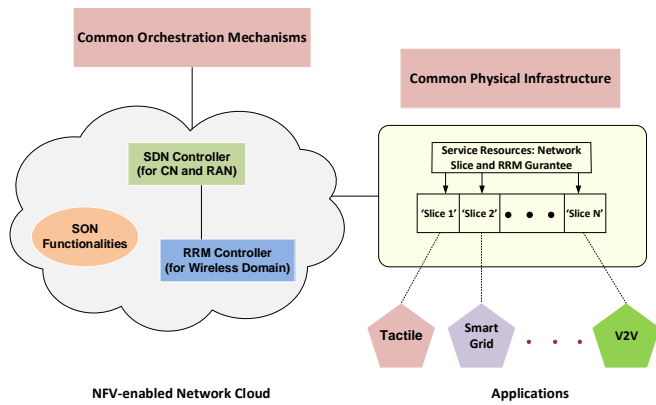 Common Orchestration Mechanisms
Common Physical Infrastructure
SDN Controller
(for CN and RAN)
SON
Functionalities
RRM Controller
(for Wireless Domain)
Service Resources: Network
Slice and RRM Gurantee
'Slice 1' 'Slice 2' 'Slice N'
Tactile
Smart
Grid
V2V
NFV-enabled Network Cloud
Applications